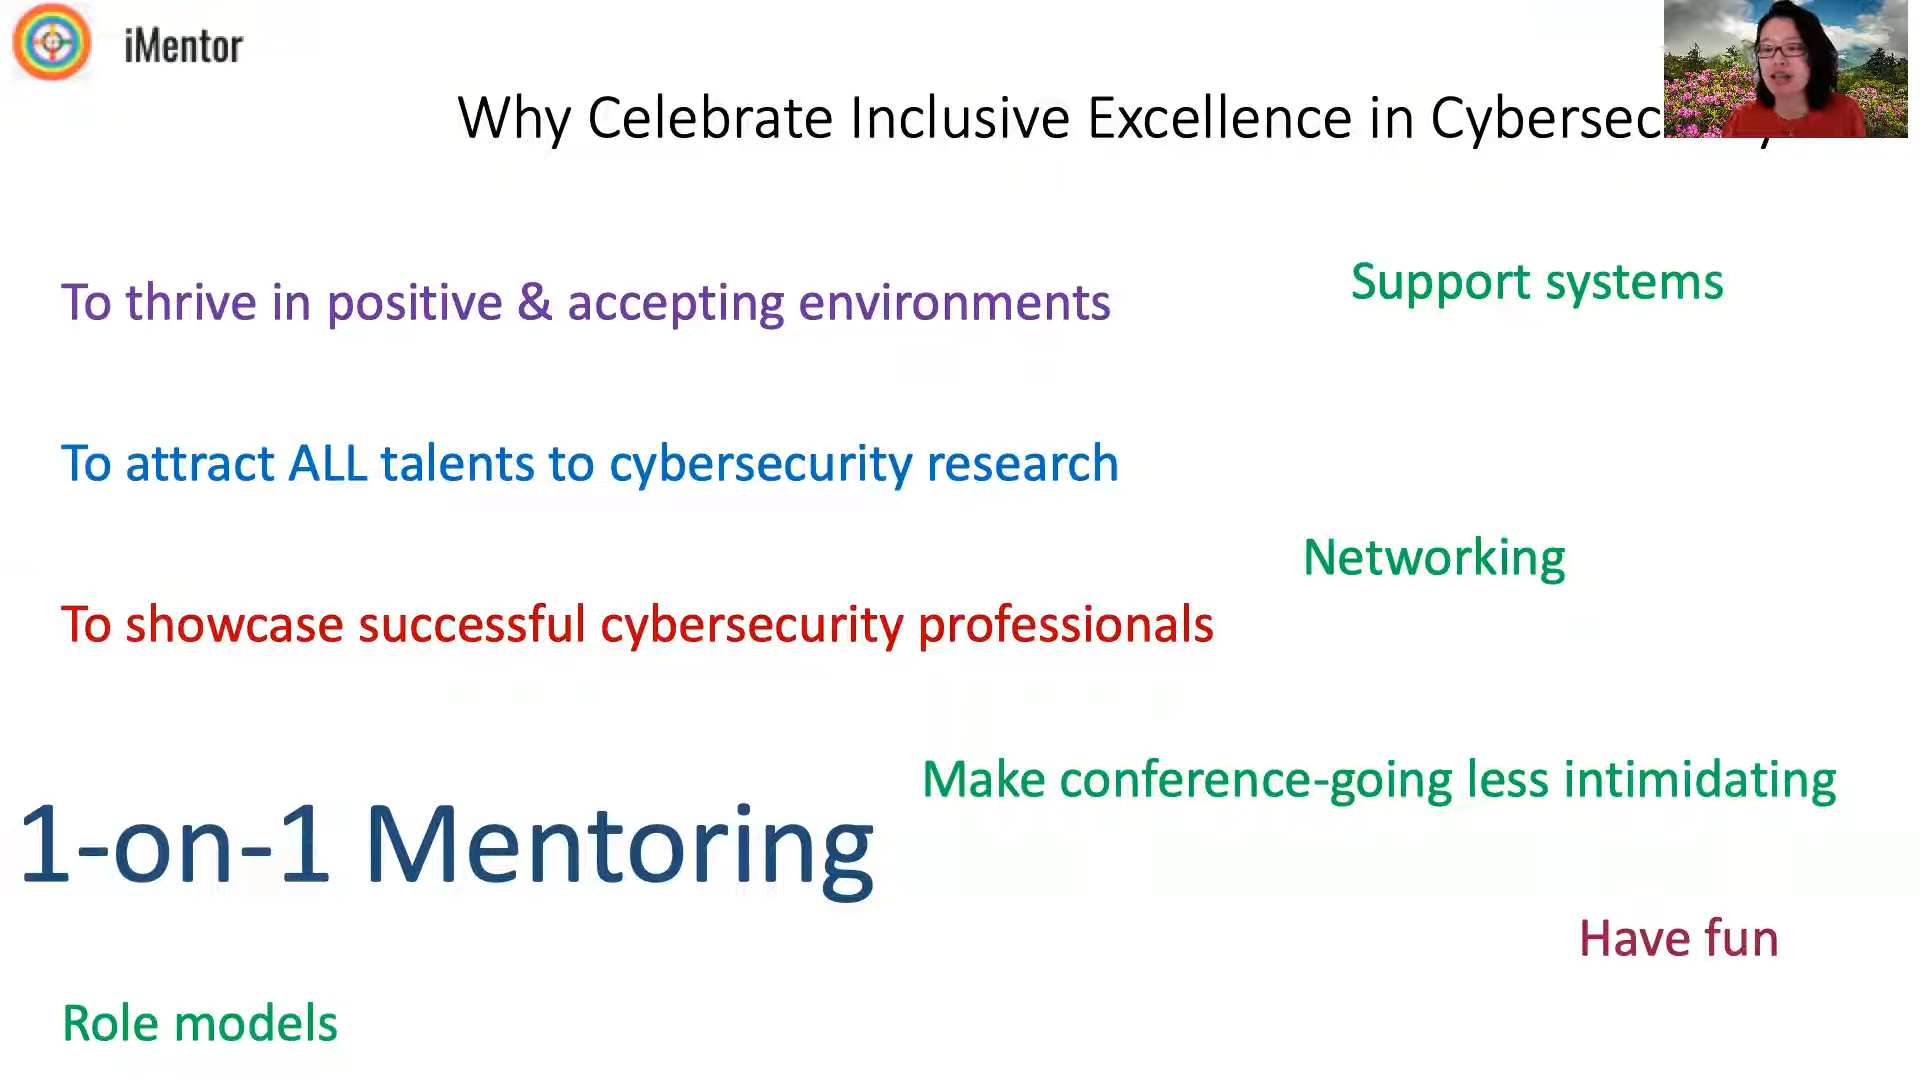 iMentor
Why Celebrate Inclusive Excellence in
To thrive in positive & accepting environments
Support systems
To attract ALL talents to cybersecurity research
Networking
To showcase successful cybersecurity professionals
Make conference-going less intimidating
1-on-1 Mentoring
Have fun
Role models